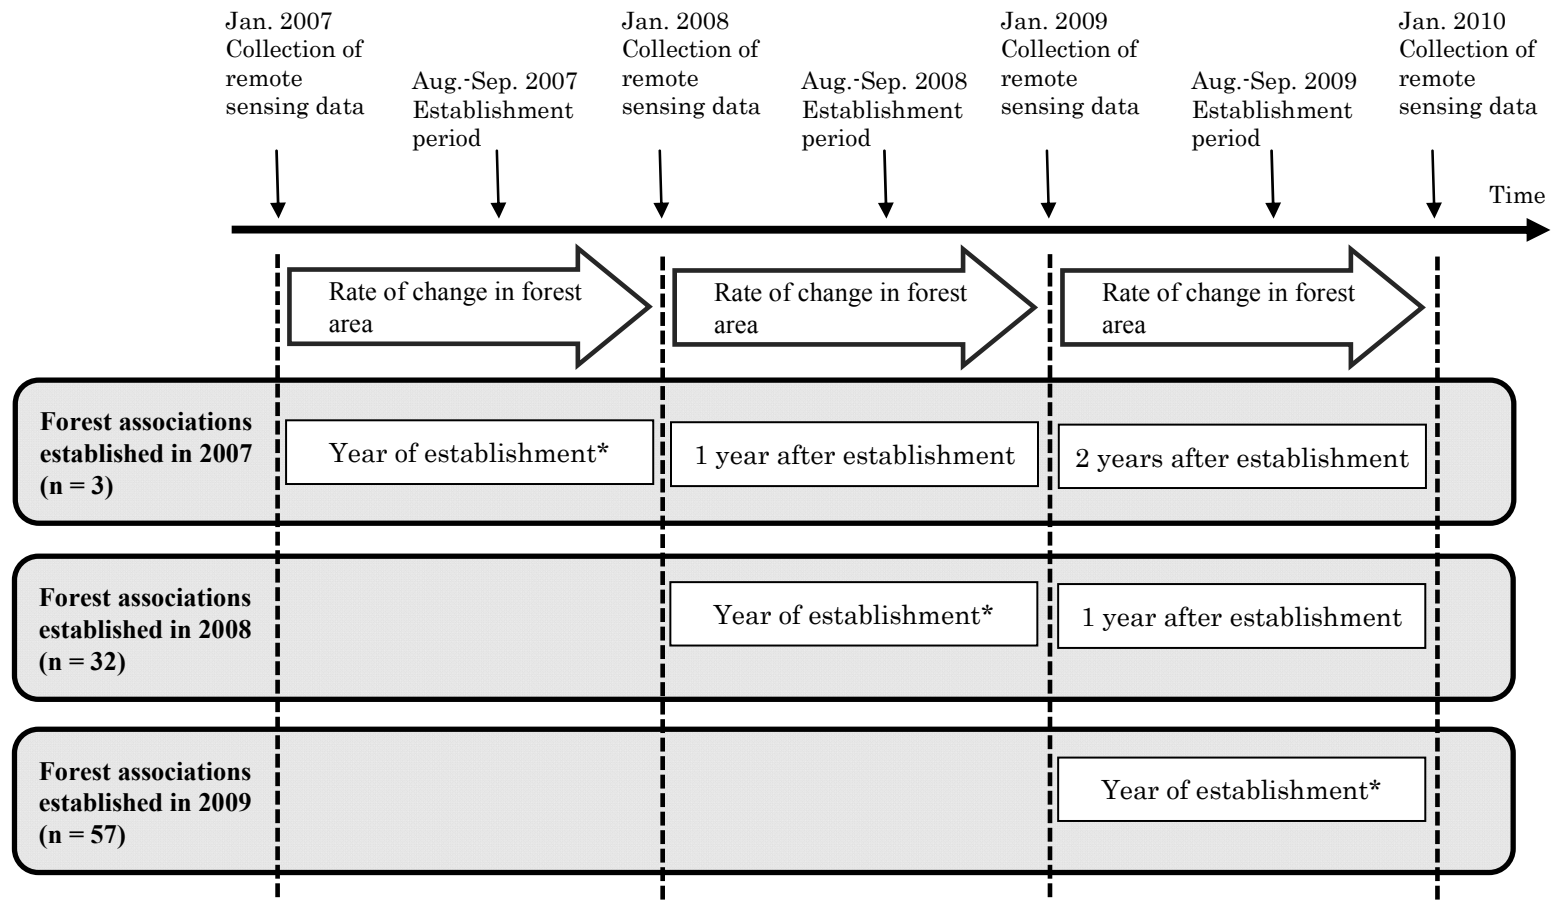 Jan. 2007
Collection of
remote
sensing data
Aug.-Sep. 2007
Establishment
period
Jan. 2008
Collection of
remote
sensing data
Aug.-Sep. 2008
Establishment
period
Jan. 2009
Collection of
remote
sensing data
Aug.-Sep. 2009
Establishment
period
Jan. 2010
Collection of
remote
sensing data
Time
Rate of change in forest
area
Rate of change in forest
area
Rate of change in forest
area
Forest associations
established in 2007
(n = 3)
Year of establishment*
1 year after establishment
2 years after establishment
Forest associations
established in 2008
(n = 32)
Year of establishment*
1 year after establishment
Forest associations
established in 2009
(n = 57)
Year of establishment*